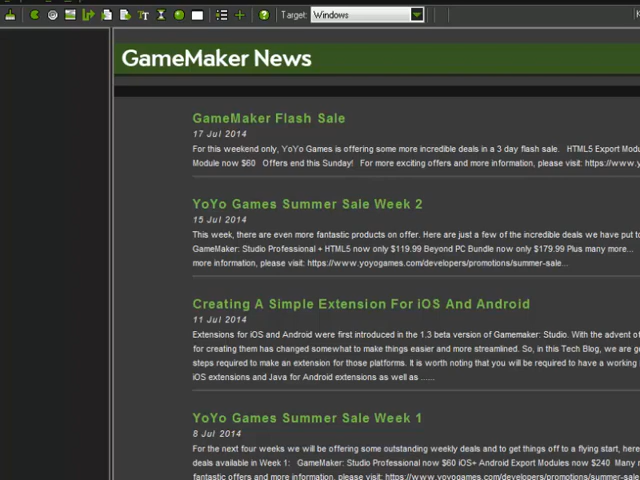 Target: Windows
GameMaker News
GameMaker Flash Sale
17 Jul 2014
For this weekend only, YoYo Games is offering some more incredible deals in a 3 day flash sale. HTML5 Export
Module now $60 Offers end this Sunday! For more exciting offers and more information, please visit:
YoYo Games Summer Sale Week 2
15 Jul 2014
This week, there are even more fantastic products on offer. Here are just a few of the incredible deals we have put
GameMaker: Studio Professional + HTML5 now only $119.99 Beyond PC Bundle now only $179.99 Plus many more...
more information, please visit: https://www.yoyogames.com/developers/promotions/summer-sale...
Creating A Simple Extension For iOS And Android
11 Jul 2014
Extensions for iOS and Android were first introduced in the 1.3 beta version of Gamemaker: Studio. With the advent of
for creating them has changed somewhat to make things easier and more streamlined. So, in this Tech Blog, we are
steps required to make an extension for those platforms. It is worth noting that you will be required to have a working
iOS extensions and Java for Android extensions as well as ......
YoYo Games Summer Sale Week 1
8 Jul 2014
For the next four weeks we will be offering some outstanding weekly deals and to get things off to a flying start, here
deals available in Week 1: GameMaker: Studio Professional now $60 iOS+ Android Export Modules now $240 Many
fantastic offers and more information, please visit: